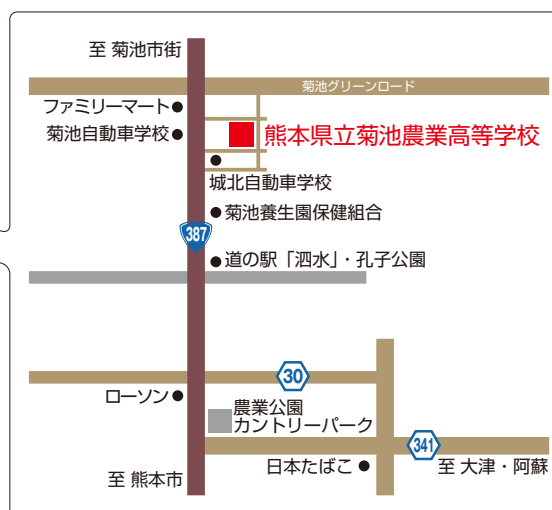 至 菊池市街
菊池グリーンロード
ファミリーマート
菊池自動車学校
熊本県立菊池農業高等学校
城北自動車学校
菊池養生園保健組合
387
道の駅「泗水」・孔子公園
30
ローソン
農業公園
カントリーパーク
341
日本たばこ
至 大津・阿蘇
至 熊本市